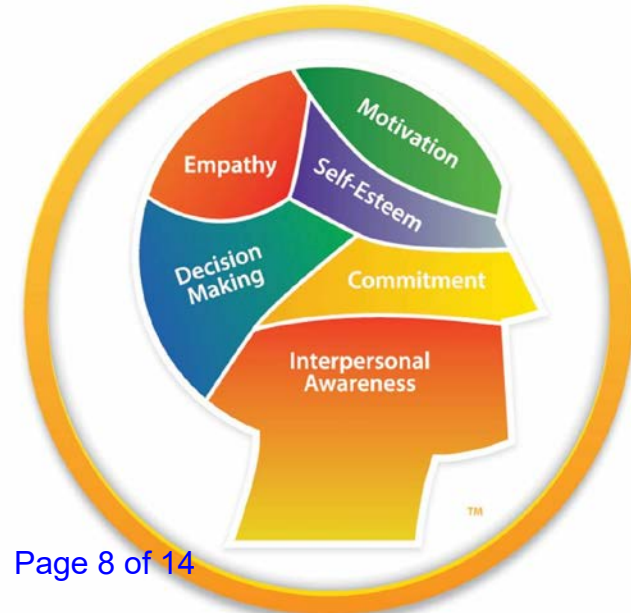 Motivation
Empathy
Self-Esteem
Decision
Making
Commitment
Interpersonal
Awareness
TM
Page 8 of 14